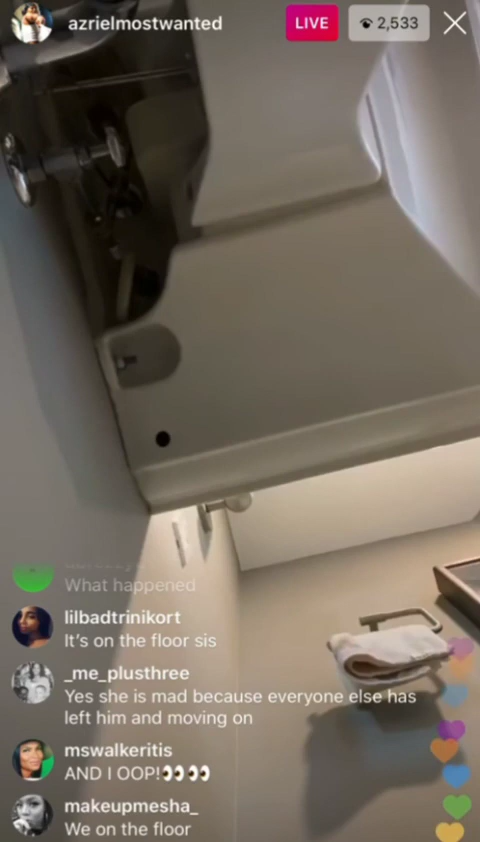 azrielmostwanted
LIVE
2,533
What happened
lilbadtrinikort
It's on the floor sis
_me_plusthree
Yes she is mad because everyone else has
left him and moving on
mswalkeritis
AND I OOP!👀👀
makeupmesha_
We on the floor